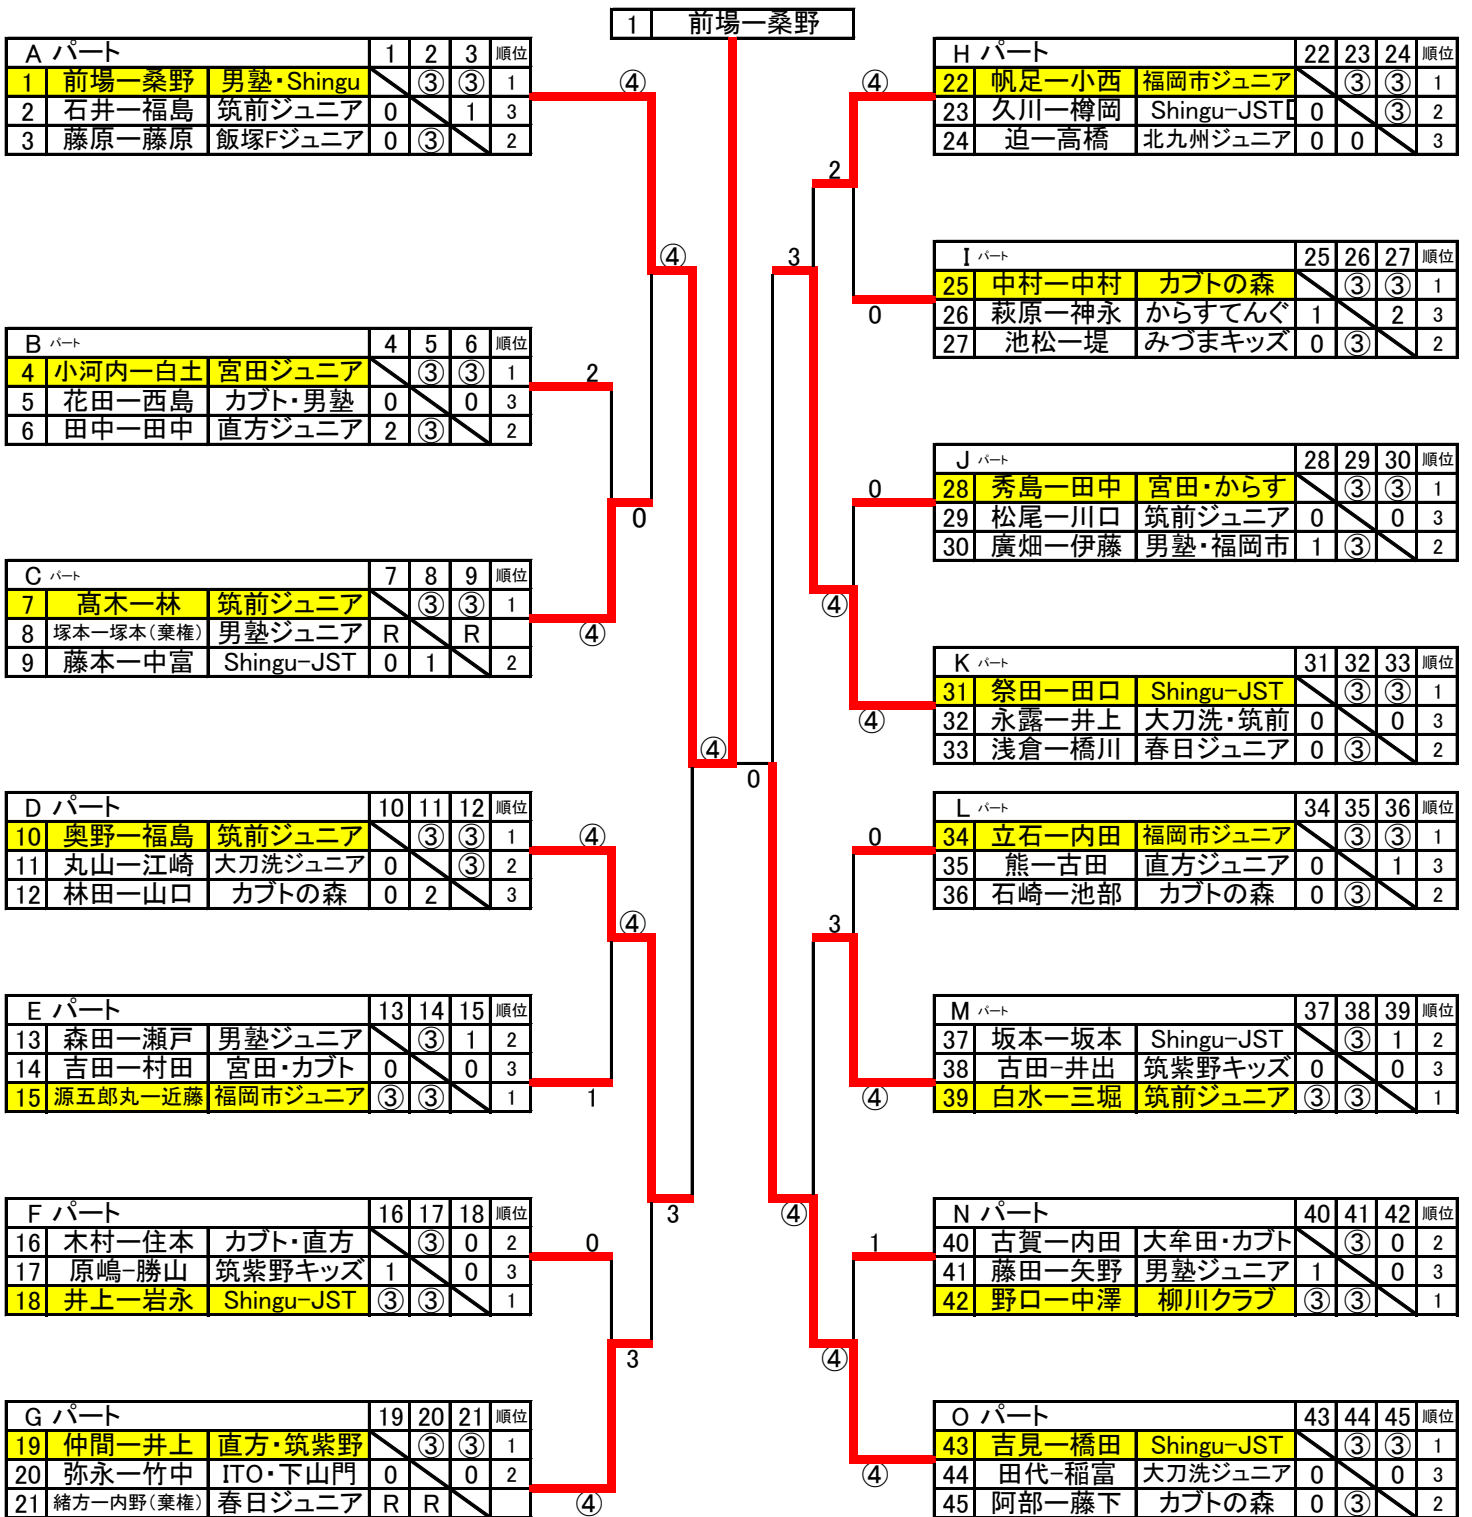 1 前場ー桑野
A パート 1 2 3 順位
1 前場ー桑野 男塾・Shingu ③ ③ 1
2 石井ー福島 筑前ジュニア 0 1 3
3 藤原ー藤原 飯塚Fジュニア 0 ③ 2
④
B パート 4 5 6 順位
4 小河内ー白土 宮田ジュニア ③ ③ 1
5 花田ー西島 カブト・男塾 0 0 3
6 田中ー田中 直方ジュニア 2 ③ 2
④
2
0
C パート 7 8 9 順位
7 髙木ー林 筑前ジュニア ③ ③ 1
8 塚本ー塚本(棄権) 男塾ジュニア R R
9 藤本ー中富 Shingu-JST 0 1 2
④
④
0
D パート 10 11 12 順位
10 奥野ー福島 筑前ジュニア ③ ③ 1
11 丸山ー江崎 大刀洗ジュニア 0 ③ 2
12 林田ー山口 カブトの森 0 2 3
④
④
E パート 13 14 15 順位
13 森田ー瀬戸 男塾ジュニア ③ 1 2
14 吉田ー村田 宮田・カブト 0 0 3
15 源五郎丸ー近藤 福岡市ジュニア ③ ③ 1
1
3
F パート 16 17 18 順位
16 木村ー住本 カブト・直方 ③ 0 2
17 原嶋-勝山 筑紫野キッズ 1 0 3
18 井上ー岩永 Shingu-JST ③ ③ 1
0
3
G パート 19 20 21 順位
19 仲間ー井上 直方・筑紫野 ③ ③ 1
20 弥永ー竹中 ITO・下山門 0 0 2
21 緒方ー内野(棄権) 春日ジュニア R R
④
H パート 22 23 24 順位
22 帆足ー小西 福岡市ジュニア ③ ③ 1
23 久川ー樽岡 Shingu-JST 0 ③ 2
24 迫ー高橋 北九州ジュニア 0 0 3
④
2
3
I パート 25 26 27 順位
25 中村ー中村 カブトの森 ③ ③ 1
26 萩原ー神永 からすてんぐ 1 2 3
27 池松ー堤 みづまキッズ 0 ③ 2
0
J パート 28 29 30 順位
28 秀島ー田中 宮田・からす ③ ③ 1
29 松尾ー川口 筑前ジュニア 0 0 3
30 廣畑ー伊藤 男塾・福岡市 1 ③ 2
0
④
K パート 31 32 33 順位
31 祭田ー田口 Shingu-JST ③ ③ 1
32 永露ー井上 大刀洗・筑前 0 0 3
33 浅倉ー橋川 春日ジュニア 0 ③ 2
④
L パート 34 35 36 順位
34 立石ー内田 福岡市ジュニア ③ ③ 1
35 熊ー古田 直方ジュニア 0 1 3
36 石崎ー池部 カブトの森 0 ③ 2
0
3
M パート 37 38 39 順位
37 坂本ー坂本 Shingu-JST ③ 1 2
38 古田-井出 筑紫野キッズ 0 0 3
39 白水ー三堀 筑前ジュニア ③ ③ 1
④
④
N パート 40 41 42 順位
40 古賀ー内田 大牟田・カブト ③ 0 2
41 藤田ー矢野 男塾ジュニア 1 0 3
42 野口ー中澤 柳川クラブ ③ ③ 1
1
④
O パート 43 44 45 順位
43 吉見ー橋田 Shingu-JST ③ ③ 1
44 田代-稲富 大刀洗ジュニア 0 0 3
45 阿部ー藤下 カブトの森 0 ③ 2
④